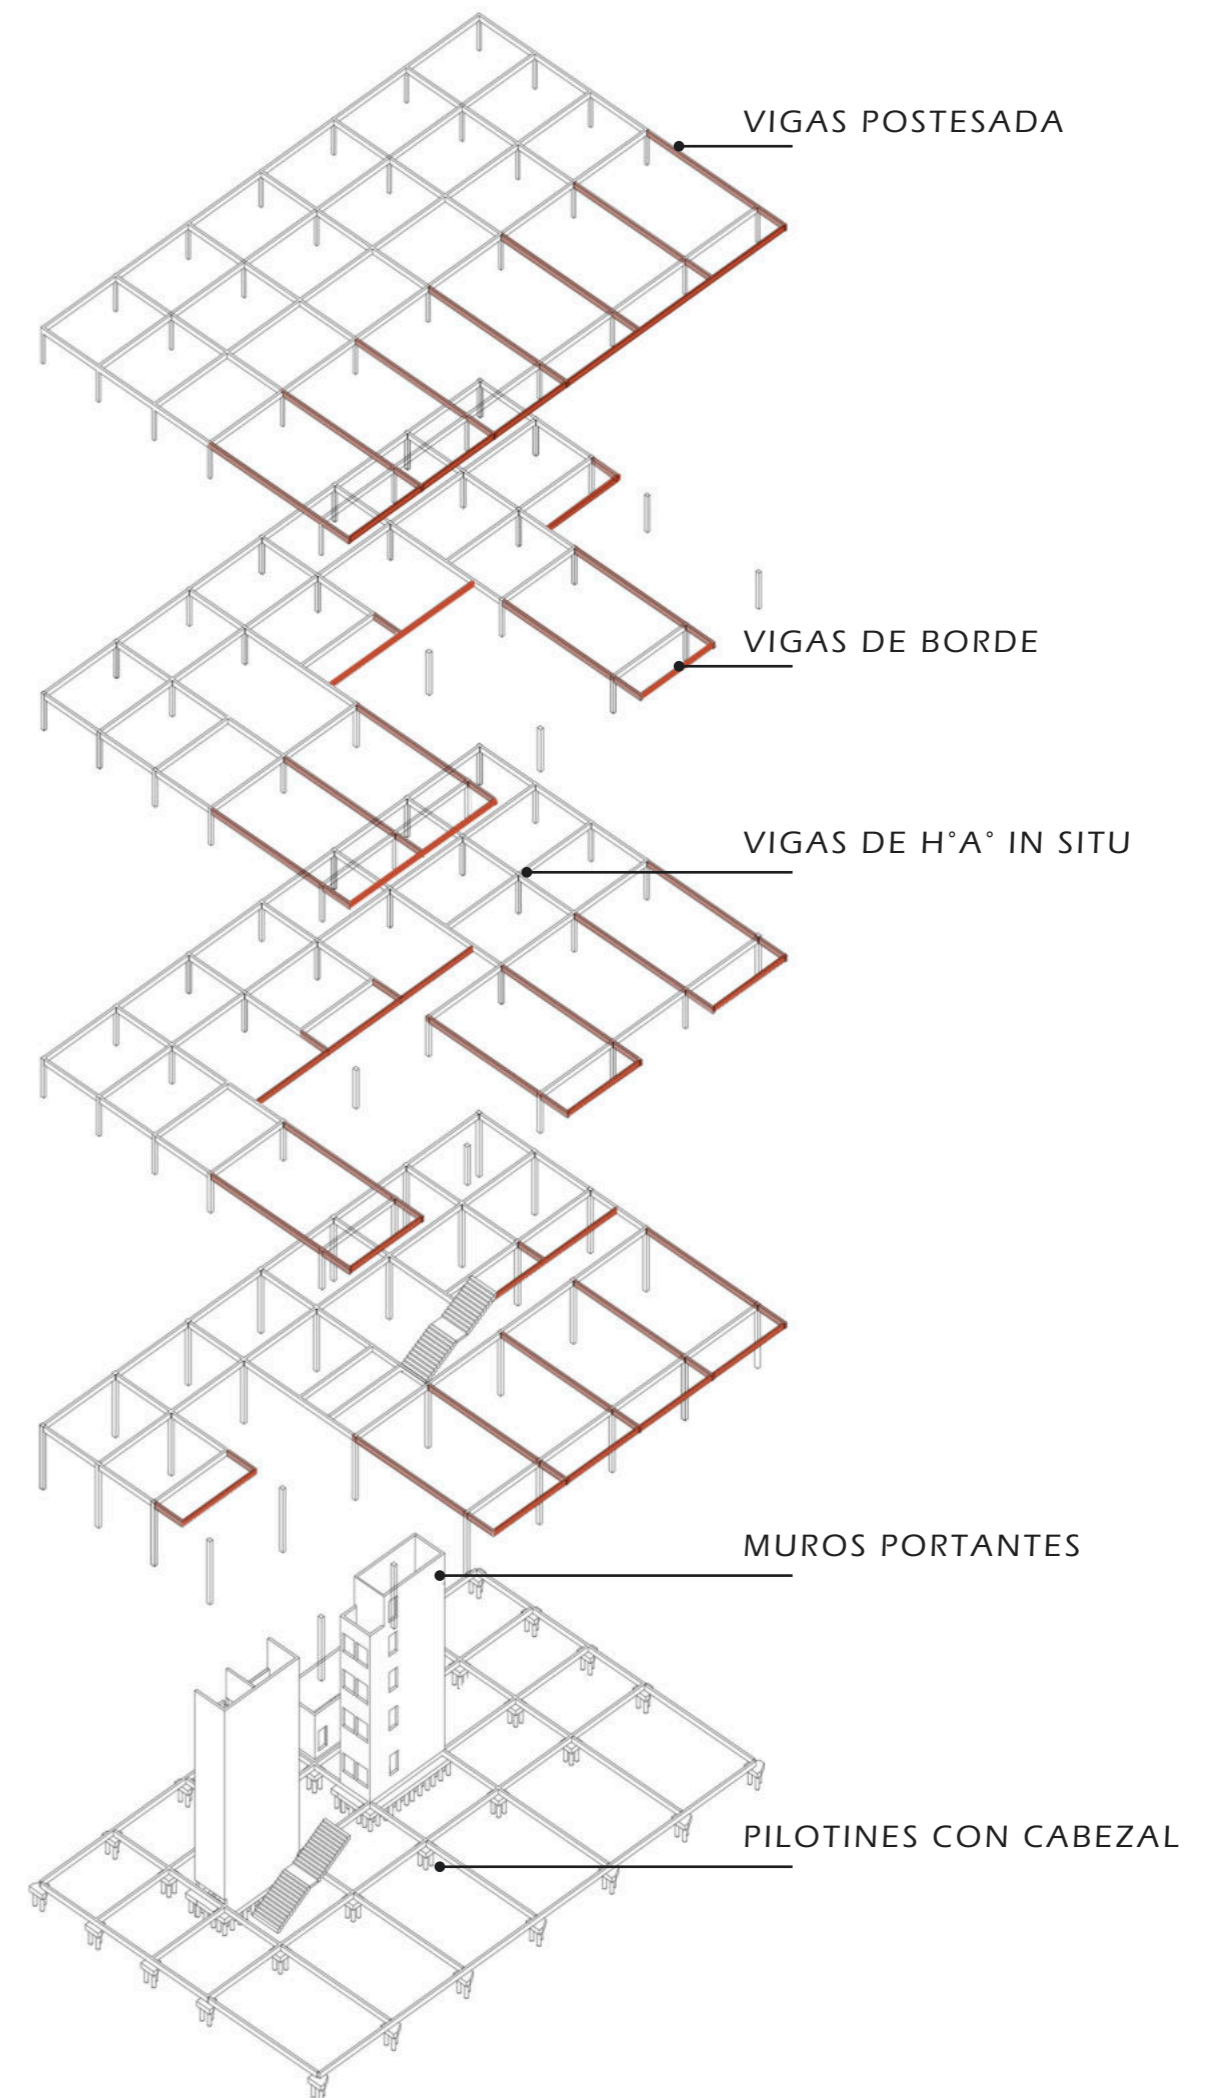 VIGAS POSTESADA
VIGAS DE BORDE
VIGAS DE H°A° IN SITU
MUROS PORTANTES
PILOTINES CON CABEZAL